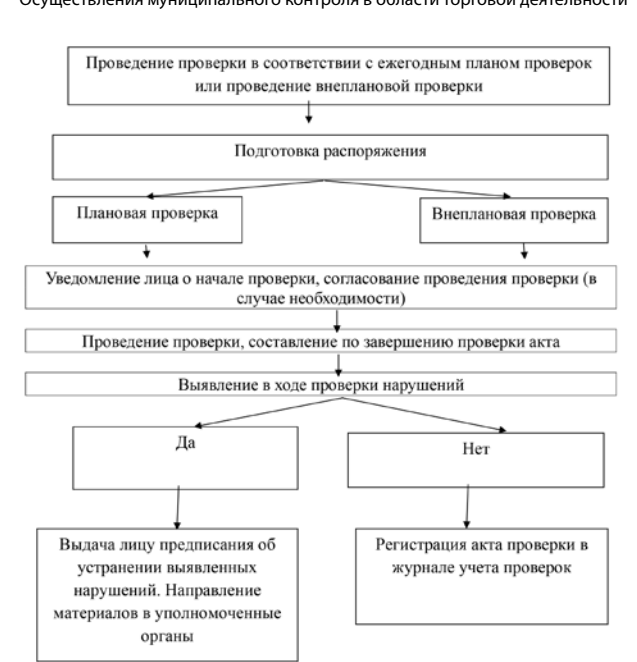 Осуществления муниципального контроля в области торговой деятельности
Проведение проверки в соответствии с ежегодным планом проверок
или проведение внеплановой проверки
Подготовка распоряжения
Плановая проверка
Внеплановая проверка
Уведомление лица о начале проверки, согласование проведения проверки (в
случае необходимости)
Проведение проверки, составление по завершению проверки акта
Выявление в ходе проверки нарушений
Да
Нет
Выдача лицу предписания об
устранении выявленных
нарушений. Направление
материалов в уполномоченные
органы
Регистрация акта проверки в
журнале учета проверок